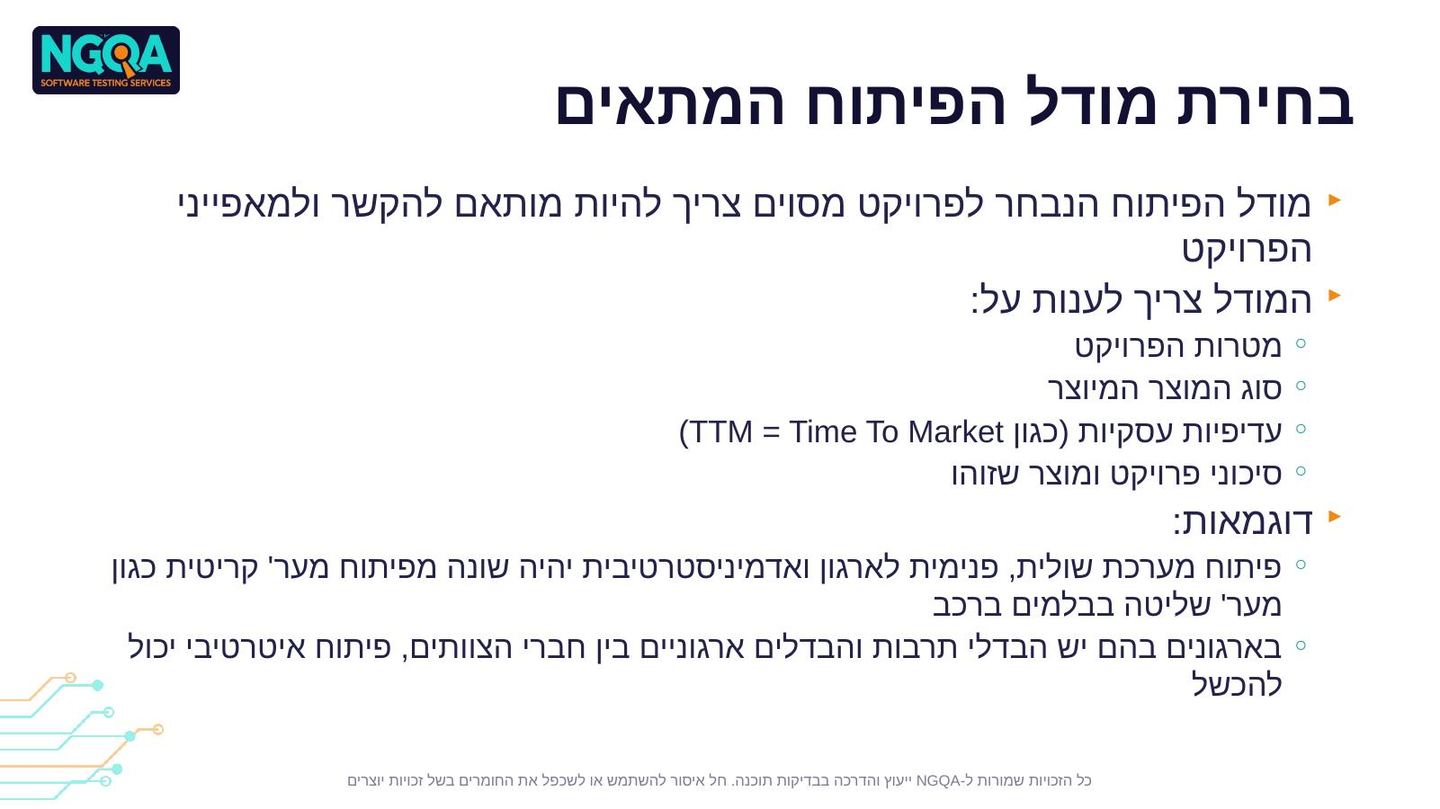 NGQA
SOFTWARE TESTING SERVICES
בחירת מודל הפיתוח המתאים
מודל הפיתוח הנבחר לפרויקט מסוים צריך להיות מותאם להקשר ולמאפייני
הפרויקט
המודל צריך לענות על:
מטרות הפרויקט
סוג המוצר המיוצר
עדיפיות עסקיות (כגון TTM = Time To Market)
סיכוני פרויקט ומוצר שזוהו
דוגמאות:
פיתוח מערכת שולית, פנימית לארגון ואדמיניסטרטיבית יהיה שונה מפיתוח מער' קריטית כגון
מער' שליטה בבלמים ברכב
בארגונים בהם יש הבדלי תרבות והבדלים ארגוניים בין חברי הצוותים, פיתוח איטרטיבי יכול
להכשל
כל הזכויות שמורות ל-NGQA ייעוץ והדרכה בבדיקות תוכנה. חל איסור להשתמש או לשכפל את החומרים בשל זכויות יוצרים